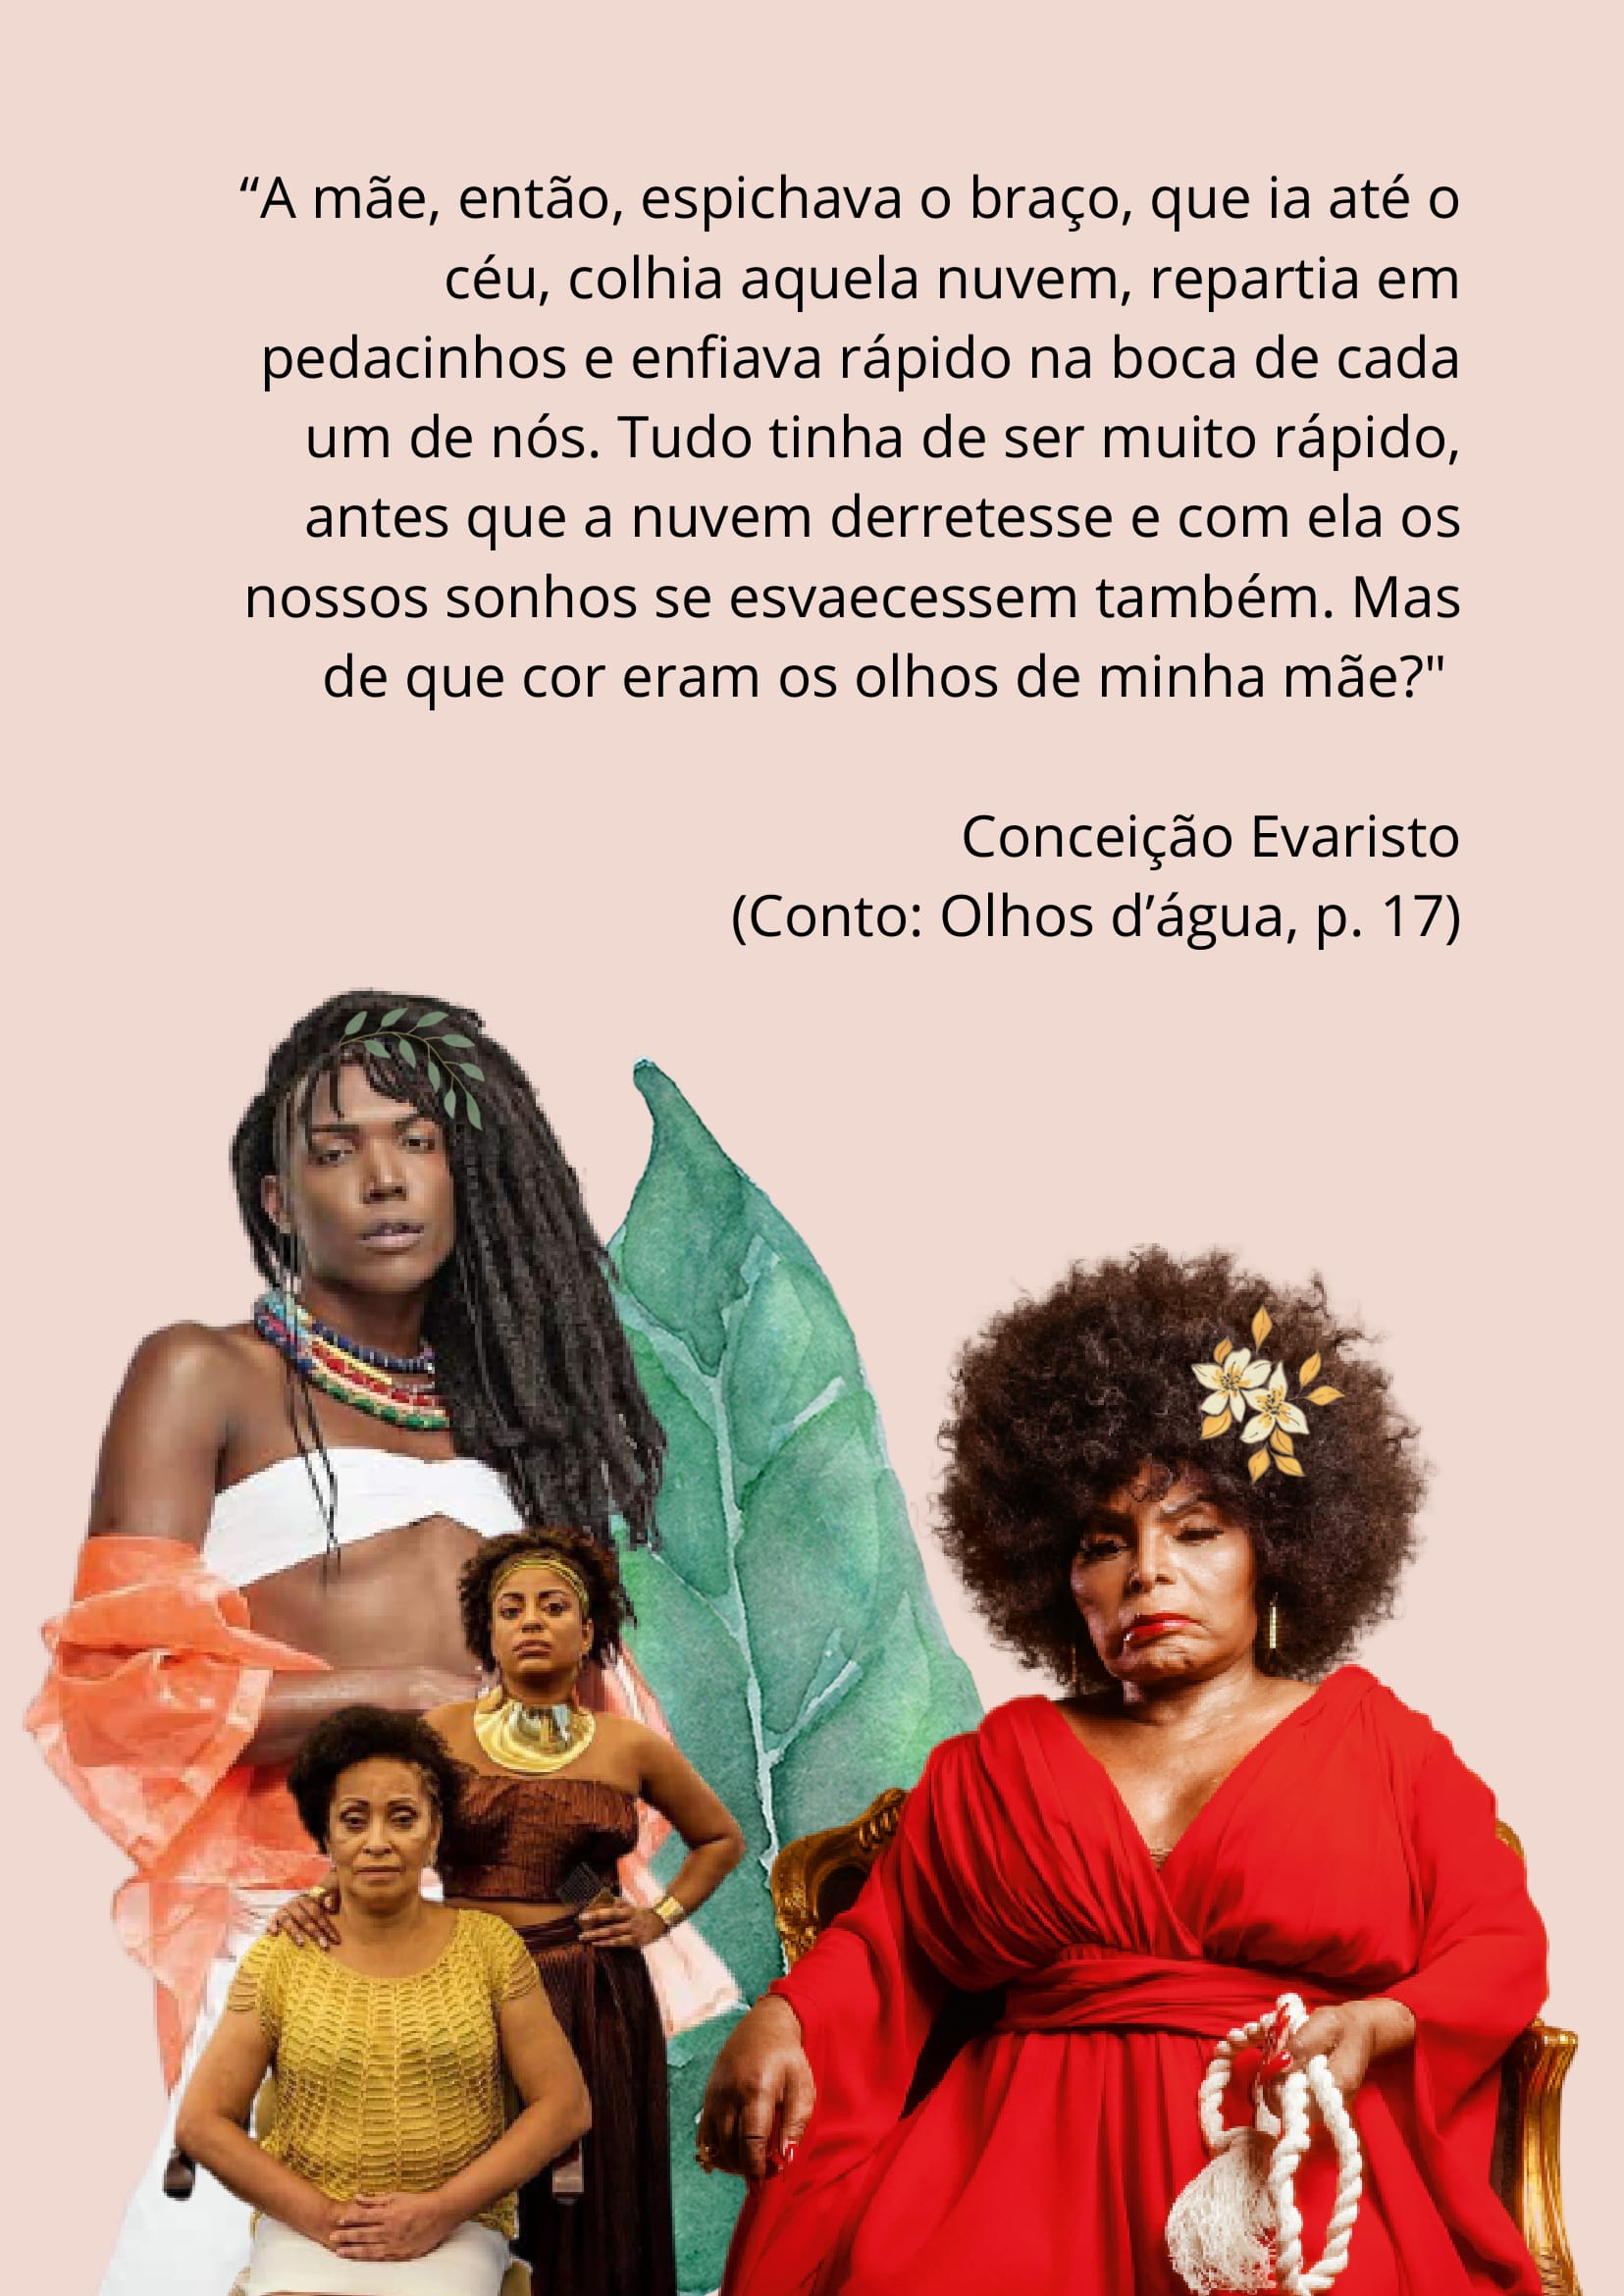 “A mãe, então, espichava o braço, que ia até o
céu, colhia aquela nuvem, repartia em
pedacinhos e enfiava rápido na boca de cada
um de nós. Tudo tinha de ser muito rápido,
antes que a nuvem derretesse e com ela os
nossos sonhos se esvaecessem também. Mas
de que cor eram os olhos de minha mãe?"
Conceição Evaristo
(Conto: Olhos d’água, p. 17)